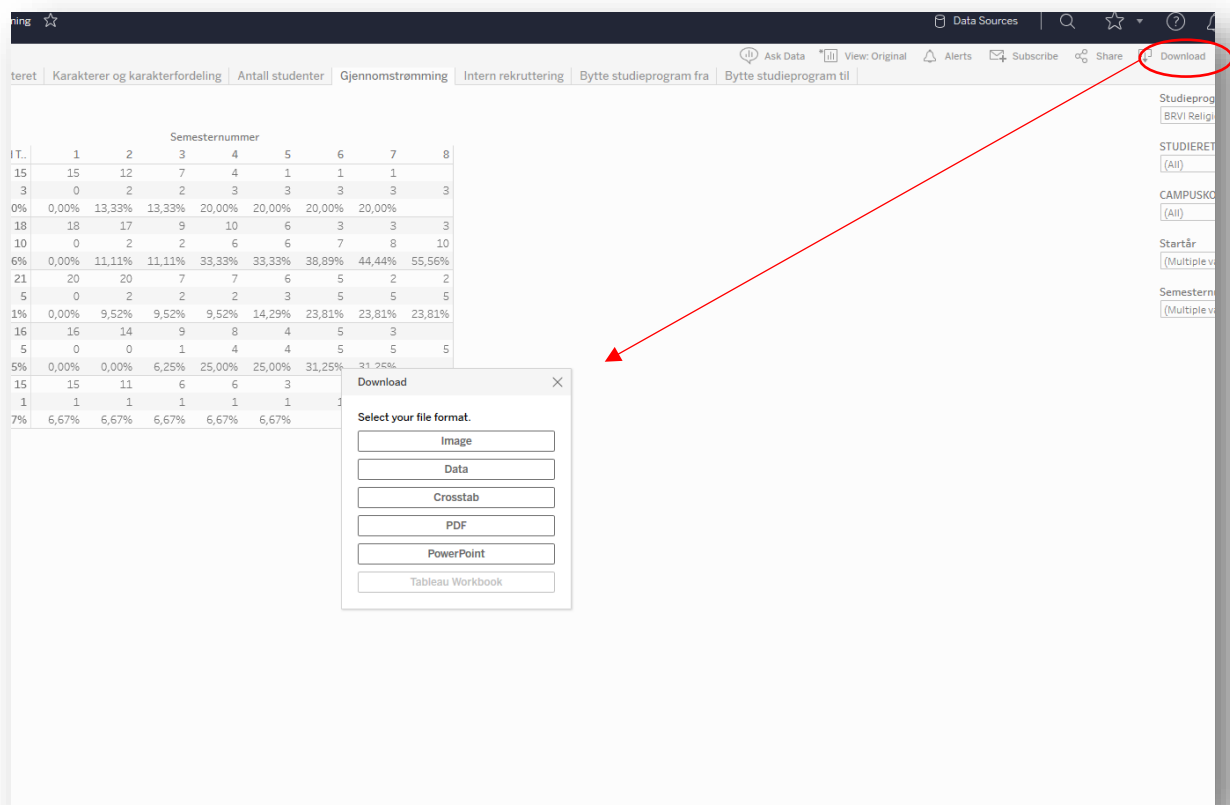 ning Data Sources
Ask Data View: Original Alerts Subscribe Share Download
teret Karakterer og karakterfordeling Antall studenter Gjennomstrømming Intern rekruttering Bytte studieprogram fra Bytte studieprogram til
Studieprog
BRVI Religi
STUDIERET
(All)
CAMPUSKO
(All)
Startår
(Multiple va
Semestern
(Multiple va
Semesternummer
l T.. 1 2 3 4 5 6 7 8
15 15 12 7 4 1 1 1
3 0 2 2 3 3 3 3 3
0% 0,00% 13,33% 13,33% 20,00% 20,00% 20,00% 20,00%
18 18 17 9 10 6 3 3 3
10 0 2 2 6 6 7 8 10
6% 0,00% 11,11% 11,11% 33,33% 33,33% 38,89% 44,44% 55,56%
21 20 20 7 7 6 5 2 2
5 0 2 2 2 3 5 5 5
1% 0,00% 9,52% 9,52% 9,52% 14,29% 23,81% 23,81% 23,81%
16 16 14 9 8 4 5 3
5 0 0 1 4 4 5 5 5
5% 0,00% 0,00% 6,25% 25,00% 25,00% 31,25% 31,25%
15 15 11 6 6 3
1 1 1 1 1 1 1
7% 6,67% 6,67% 6,67% 6,67% 6,67%
Download
Select your file format.
Image
Data
Crosstab
PDF
PowerPoint
Tableau Workbook